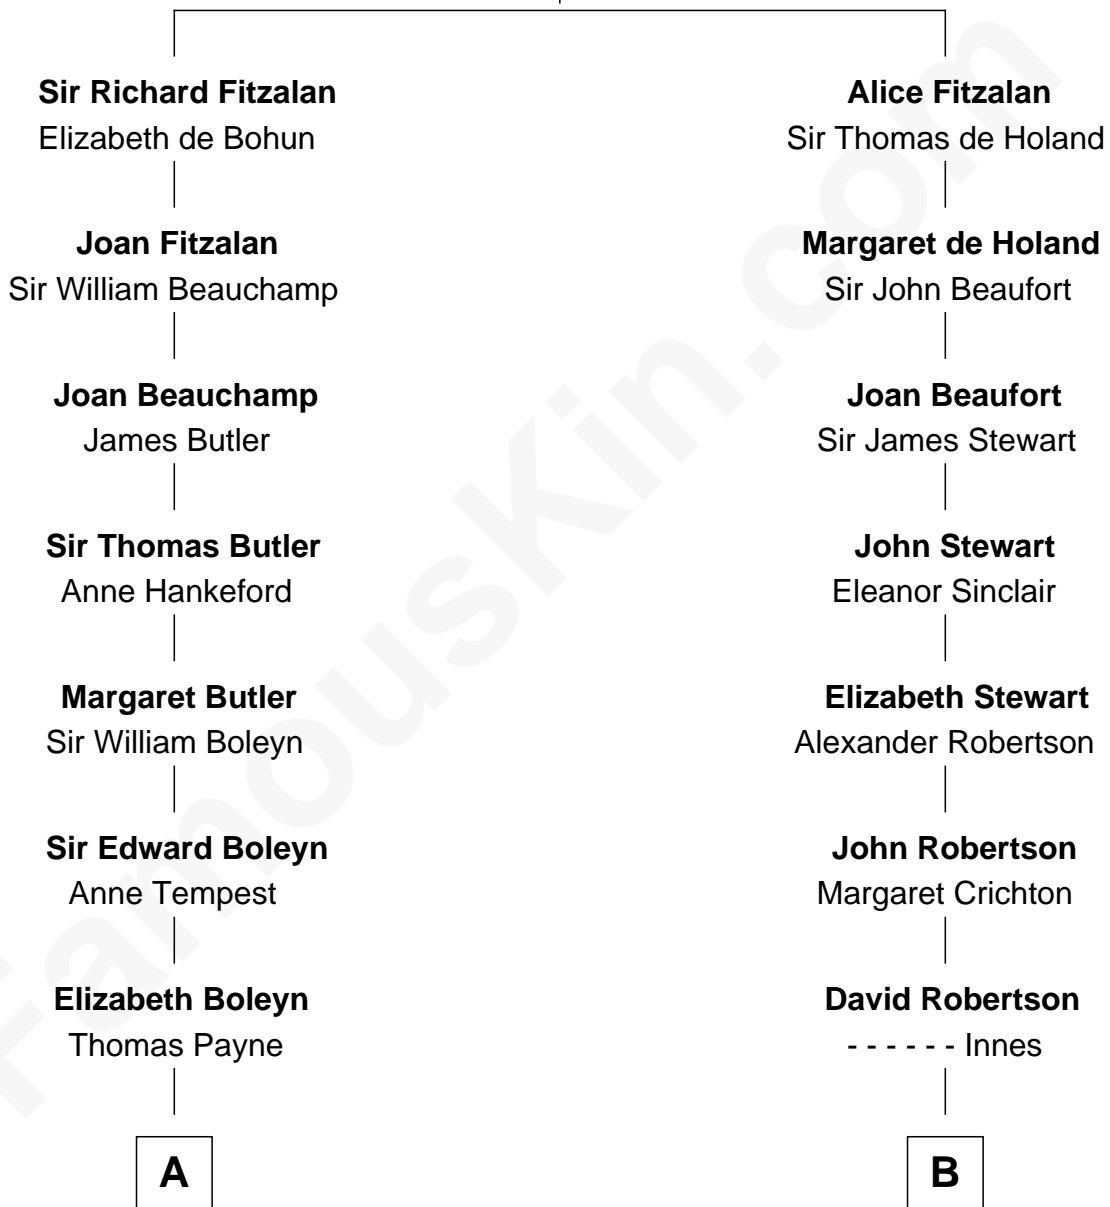 Sir Richard Fitzalan
Elizabeth de Bohun
Joan Fitzalan
Sir William Beauchamp
Joan Beauchamp
James Butler
Sir Thomas Butler
Anne Hankeford
Margaret Butler
Sir William Boleyn
Sir Edward Boleyn
Anne Tempest
Elizabeth Boleyn
Thomas Payne
A
Alice Fitzalan
Sir Thomas de Holand
Margaret de Holand
Sir John Beaufort
Joan Beaufort
Sir James Stewart
John Stewart
Eleanor Sinclair
Elizabeth Stewart
Alexander Robertson
John Robertson
Margaret Crichton
David Robertson
- - - - - - Innes
B
FamousKin.com